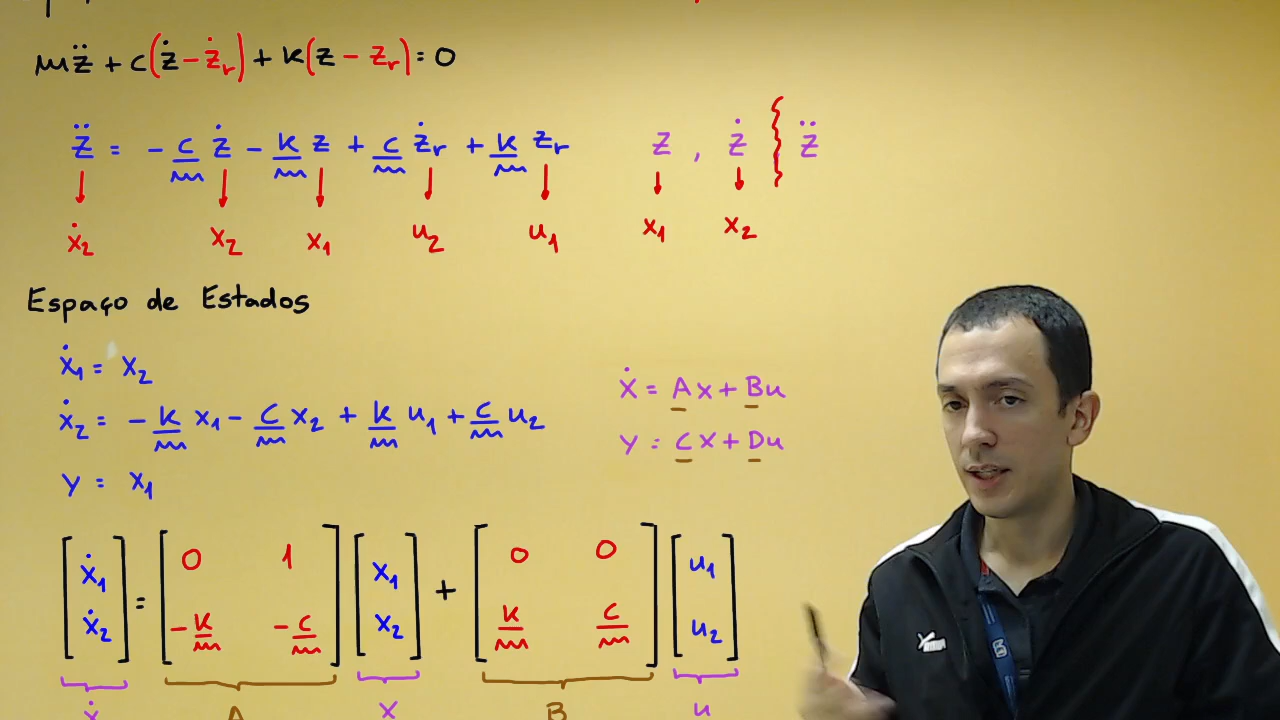 mz̈ + c(ż - żr) + k(z - zr) = 0
z̈ = - c/m ż - k/m z + c/m żr + k/m zr    z , ż { z̈
ẋ2    x2    x1    u2    u1    x1    x2
Espaço de Estados
ẋ1 = x2
ẋ2 = - k/m x1 - c/m x2 + k/m u1 + c/m u2
y = x1
ẋ = Ax + Bu
y = Cx + Du
[ẋ1 ẋ2] = [0 1 -k/m -c/m] [x1 x2] + [0 0 k/m c/m] [u1 u2]
ẋ    A    x    B    u